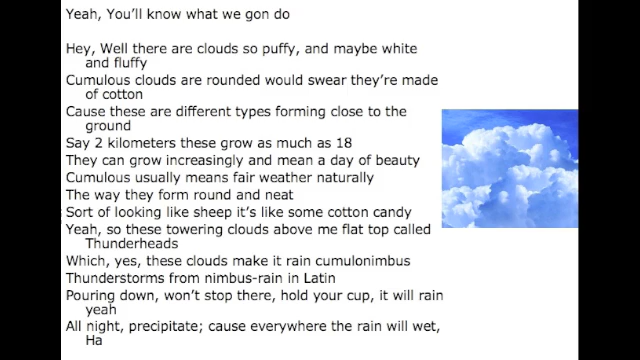 Yeah, You’ll know what we gon do
Hey, Well there are clouds so puffy, and maybe white
and fluffy
Cumulous clouds are rounded would swear they’re made
of cotton
Cause these are different types forming close to the
ground
Say 2 kilometers these grow as much as 18
They can grow increasingly and mean a day of beauty
Cumulous usually means fair weather naturally
The way they form round and neat
Sort of looking like sheep it’s like some cotton candy
Yeah, so these towering clouds above me flat top called
Thunderheads
Which, yes, these clouds make it rain cumulonimbus
Thunderstorms from nimbus-rain in Latin
Pouring down, won’t stop there, hold your cup, it will rain
yeah
All night, precipitate; cause everywhere the rain will wet,
Ha